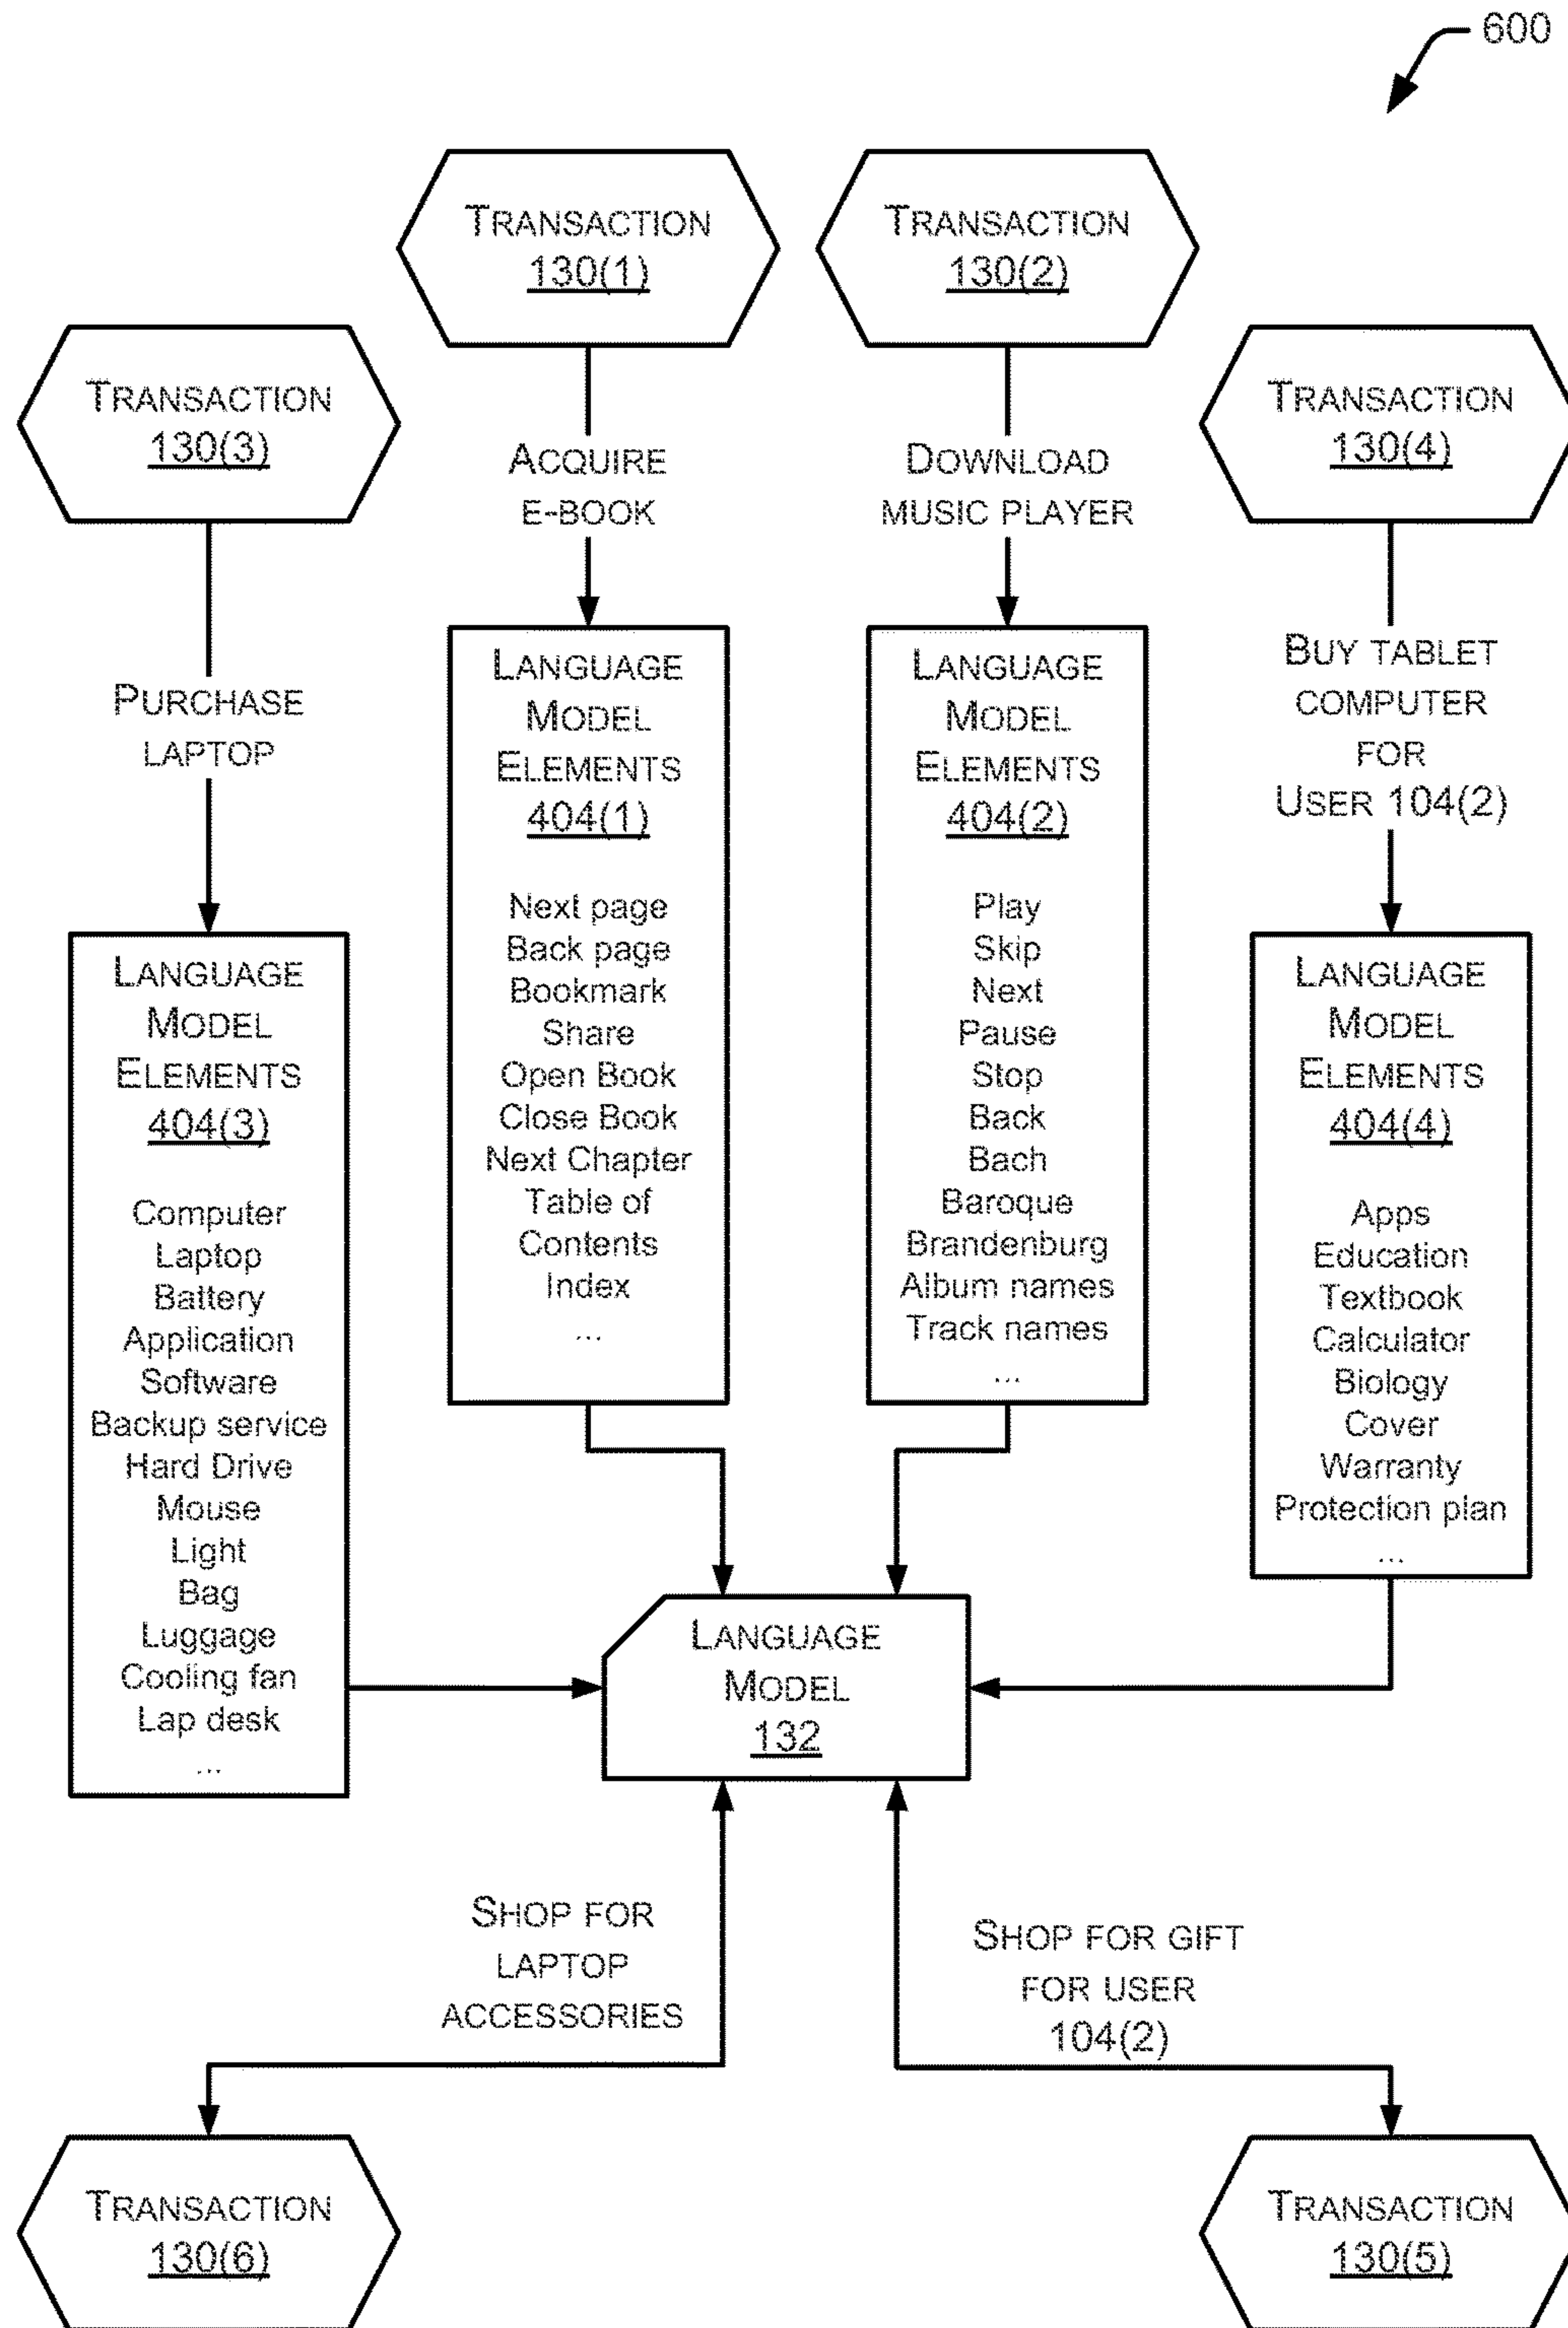 600
TRANSACTION
130(1)
TRANSACTION
130(2)
TRANSACTION
130(3)
TRANSACTION
130(4)
ACQUIRE
E-BOOK
DOWNLOAD
MUSIC PLAYER
PURCHASE
LAPTOP
BUY TABLET
COMPUTER
FOR
USER 104(2)
LANGUAGE
MODEL
ELEMENTS
404(3)
Computer
Laptop
Battery
Application
Software
Backup service
Hard Drive
Mouse
Light
Bag
Luggage
Cooling fan
Lap desk
...
LANGUAGE
MODEL
ELEMENTS
404(1)
Next page
Back page
Bookmark
Share
Open Book
Close Book
Next Chapter
Table of
Contents
Index
...
LANGUAGE
MODEL
ELEMENTS
404(2)
Play
Skip
Next
Pause
Stop
Back
Bach
Baroque
Brandenburg
Album names
Track names
...
LANGUAGE
MODEL
ELEMENTS
404(4)
Apps
Education
Textbook
Calculator
Biology
Cover
Warranty
Protection plan
...
LANGUAGE
MODEL
132
SHOP FOR
LAPTOP
ACCESSORIES
SHOP FOR GIFT
FOR USER
104(2)
TRANSACTION
130(6)
TRANSACTION
130(5)